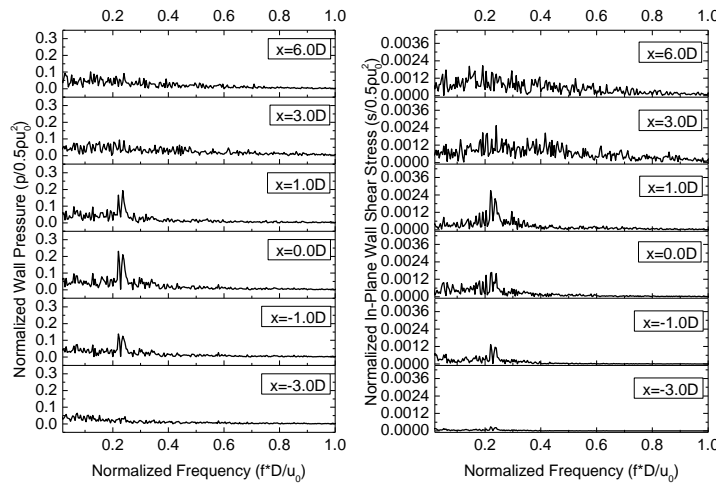 0.2 0.4 0.6 0.8 1.0
0.3
0.2
0.1
0.0
x=6.0D
0.3
0.2
0.1
0.0
x=3.0D
0.3
0.2
0.1
0.0
x=1.0D
0.3
0.2
0.1
0.0
x=0.0D
0.3
0.2
0.1
0.0
x=-1.0D
0.3
0.2
0.1
0.0
x=-3.0D
0.2 0.4 0.6 0.8 1.0
Normalized Wall Pressure (p/0.5ρu₀²)
Normalized Frequency (f*D/u₀)
0.2 0.4 0.6 0.8 1.0
0.0036
0.0024
0.0012
0.0000
x=6.0D
0.0036
0.0024
0.0012
0.0000
x=3.0D
0.0036
0.0024
0.0012
0.0000
x=1.0D
0.0036
0.0024
0.0012
0.0000
x=0.0D
0.0036
0.0024
0.0012
0.0000
x=-1.0D
0.0036
0.0024
0.0012
0.0000
x=-3.0D
0.2 0.4 0.6 0.8 1.0
Normalized In-Plane Wall Shear Stress (s/0.5ρu₀²)
Normalized Frequency (f*D/u₀)